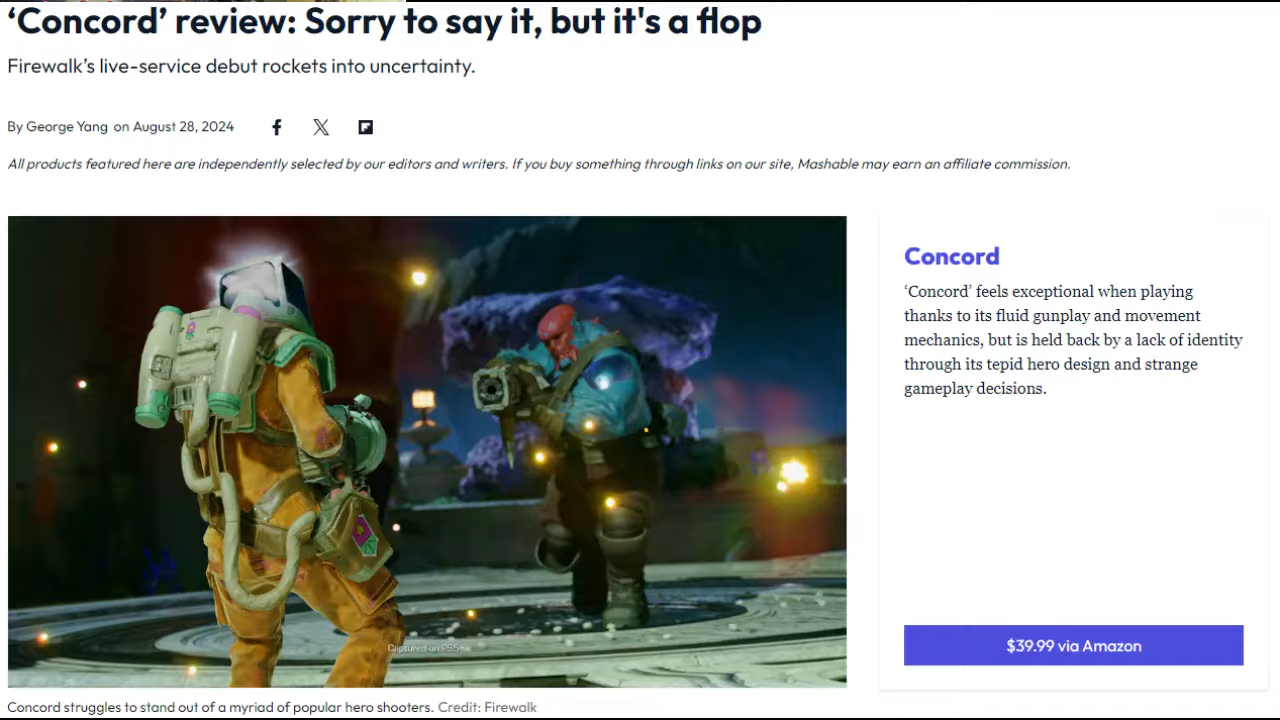 ‘Concord’ review: Sorry to say it, but it's a flop
Firewalk’s live-service debut rockets into uncertainty.
By George Yang on August 28, 2024
All products featured here are independently selected by our editors and writers. If you buy something through links on our site, Mashable may earn an affiliate commission.
Concord
‘Concord’ feels exceptional when playing
thanks to its fluid gunplay and movement
mechanics, but is held back by a lack of identity
through its tepid hero design and strange
gameplay decisions.
$39.99 via Amazon
Captured on PS5
Concord struggles to stand out of a myriad of popular hero shooters. Credit: Firewalk